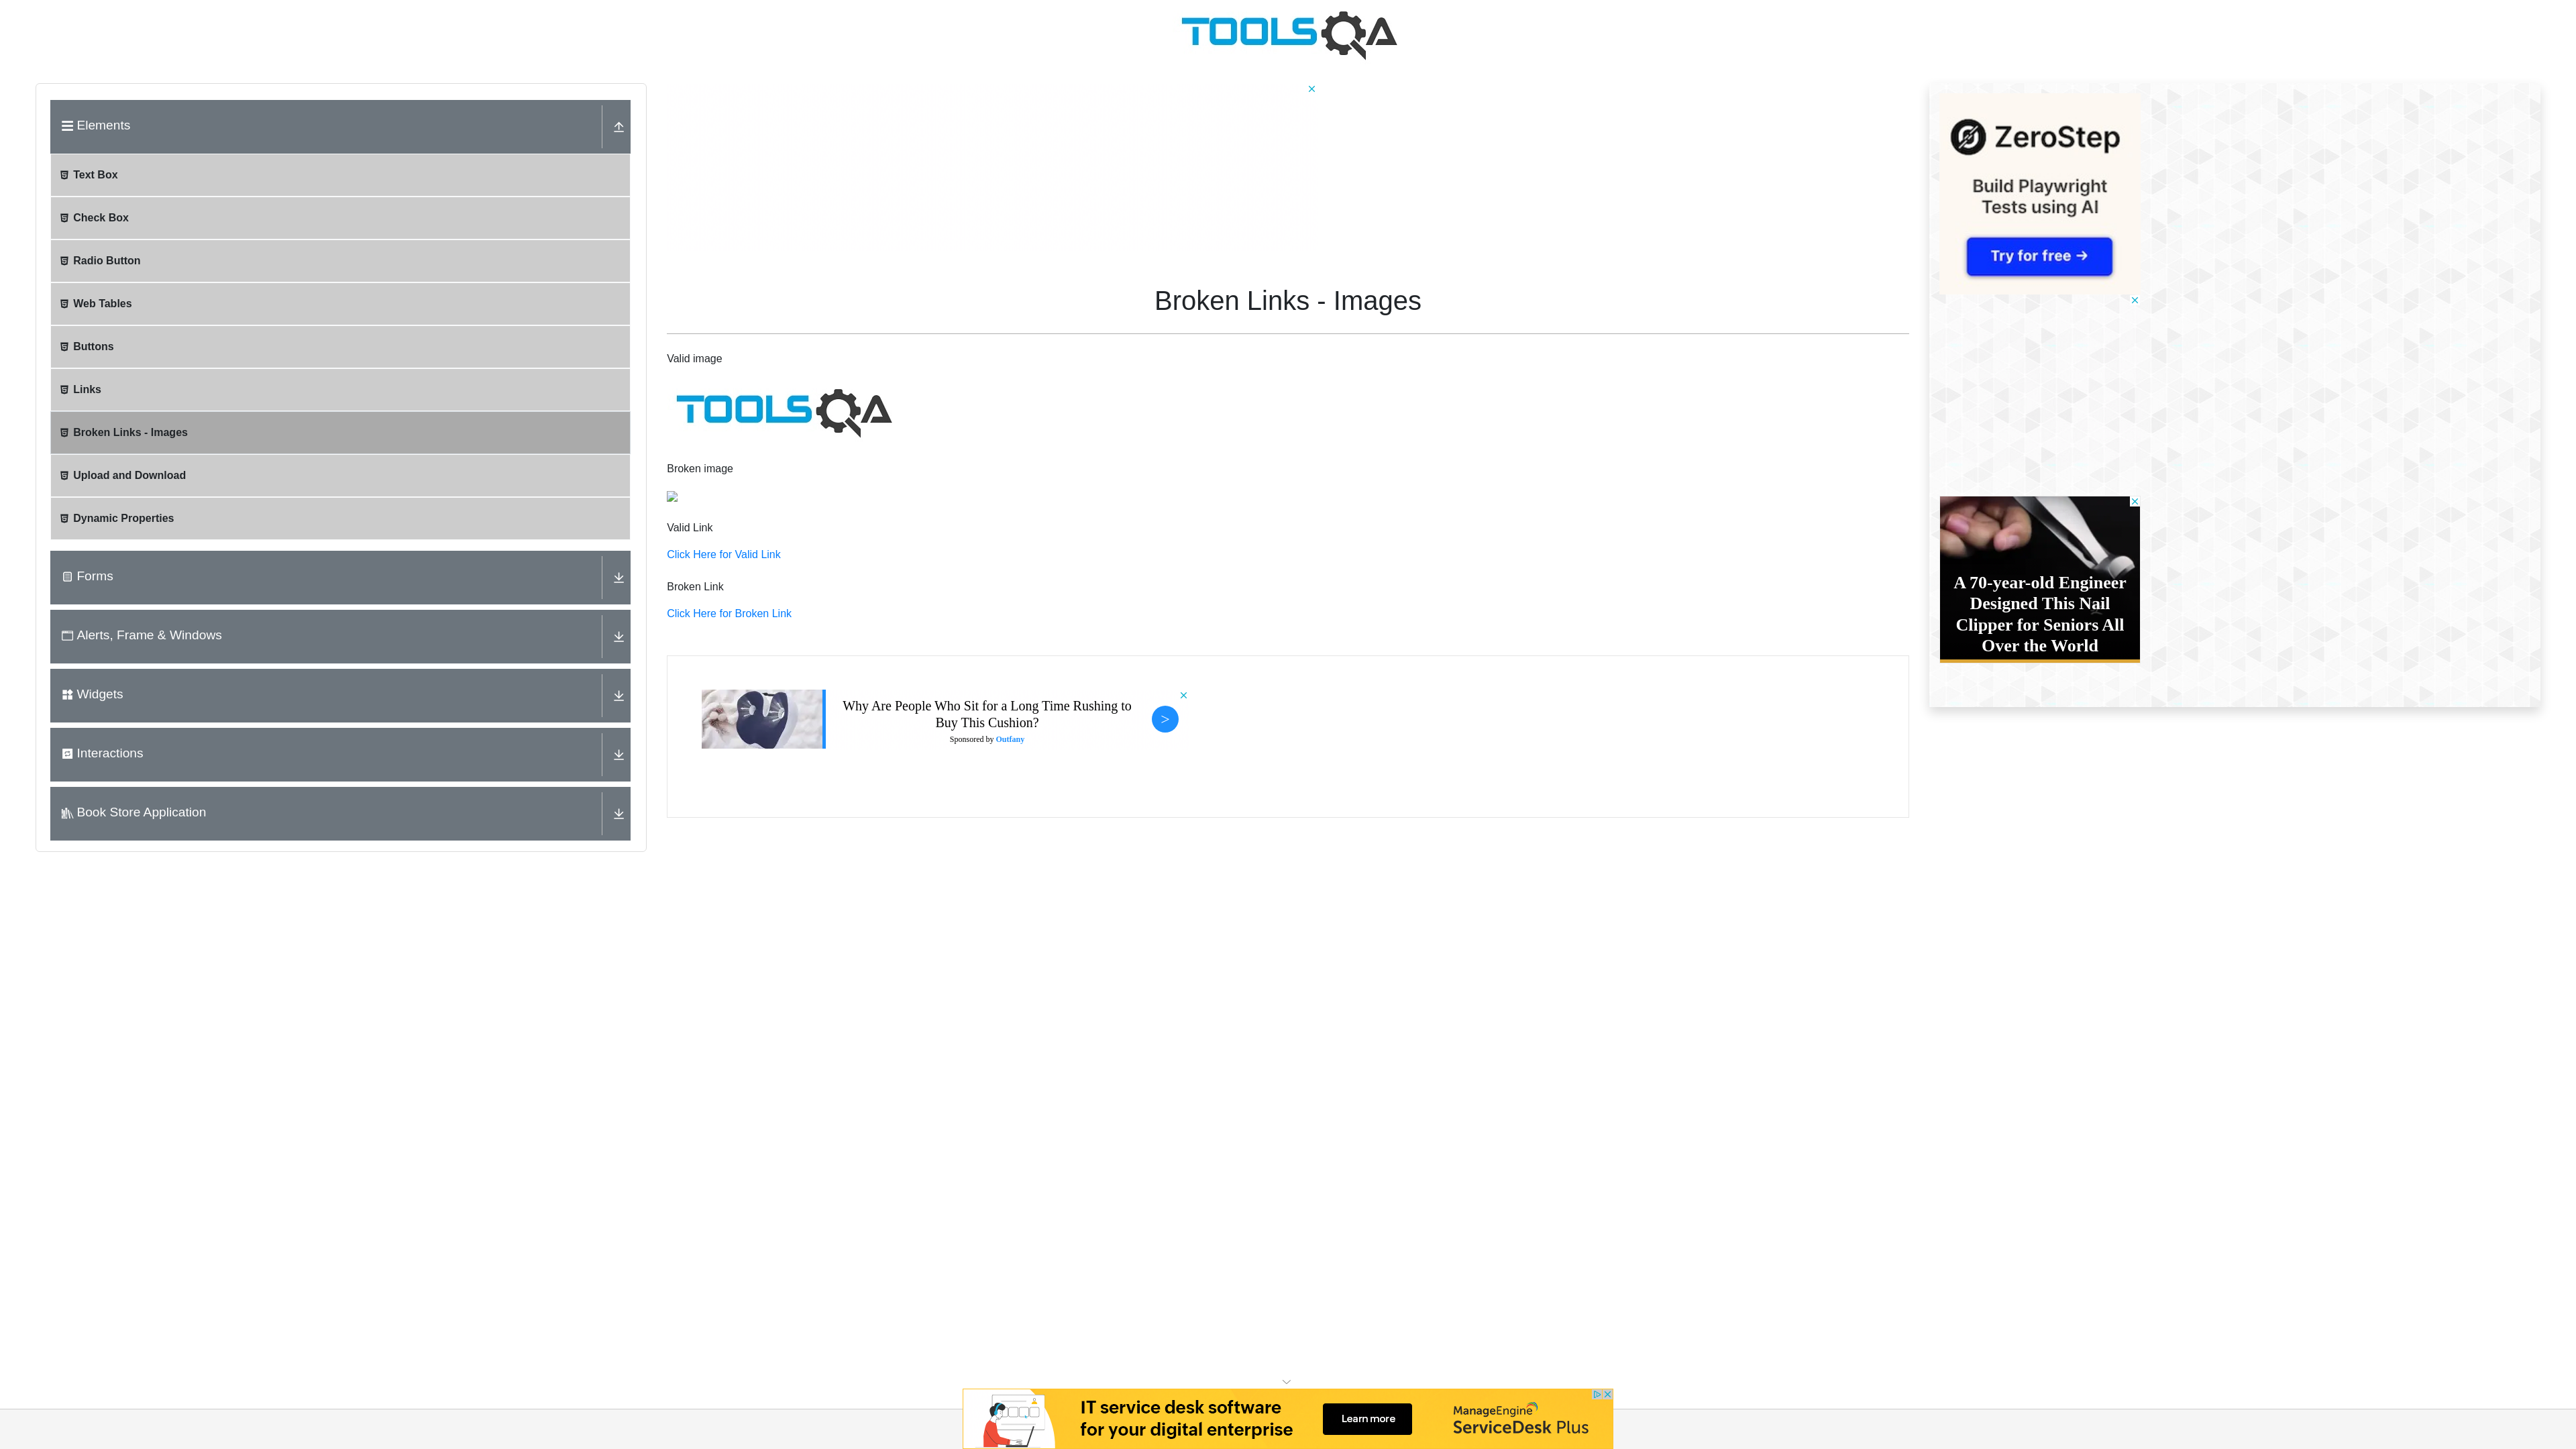 TOOLSQA
Elements
Text Box
Check Box
Radio Button
Web Tables
Buttons
Links
Broken Links - Images
Upload and Download
Dynamic Properties
Forms
Alerts, Frame & Windows
Widgets
Interactions
Book Store Application
Broken Links - Images
Valid image
TOOLSQA
Broken image
Valid Link
Click Here for Valid Link
Broken Link
Click Here for Broken Link
Why Are People Who Sit for a Long Time Rushing to
Buy This Cushion?
Sponsored by Outfany
>
ZeroStep
Build Playwright
Tests using AI
Try for free →
A 70-year-old Engineer
Designed This Nail
Clipper for Seniors All
Over the World
IT service desk software
for your digital enterprise
Learn more
ManageEngine
ServiceDesk Plus